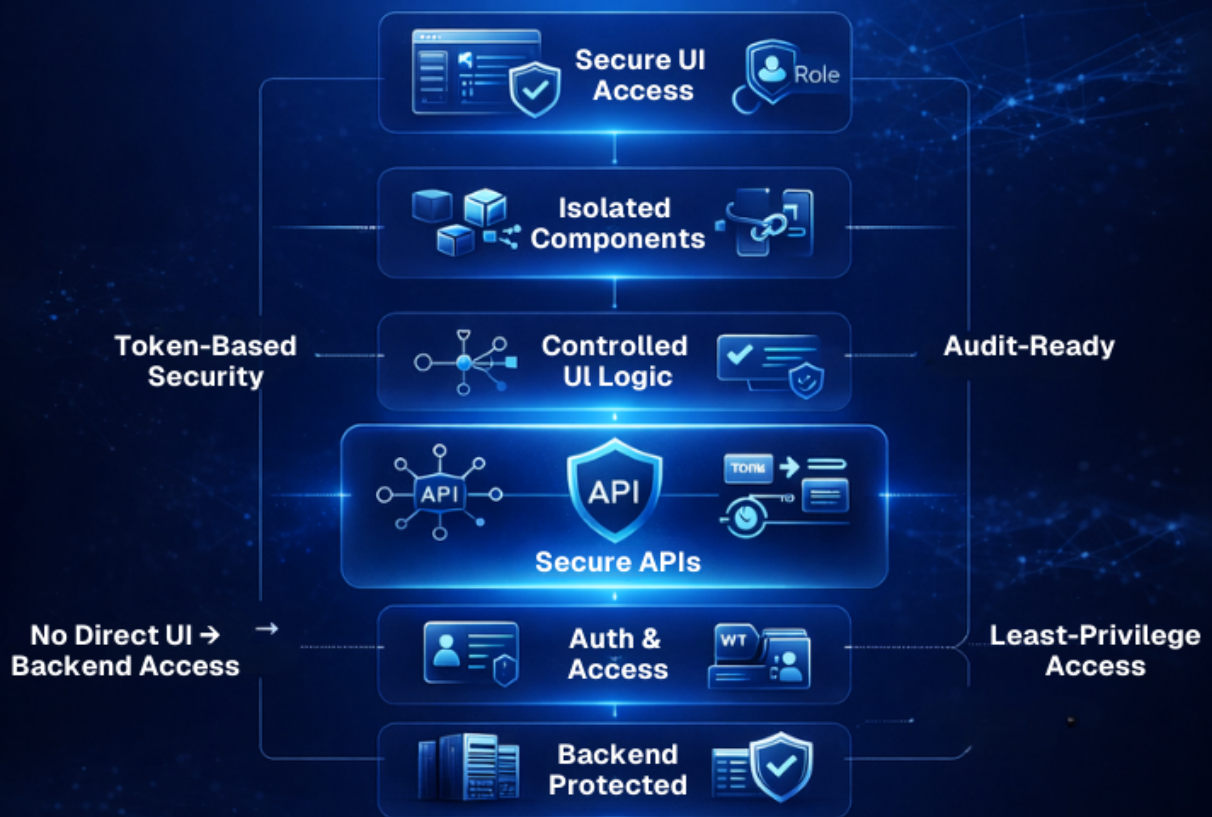 Secure UI
Access
Role
Isolated
Components
Token-Based
Security
Controlled
UI Logic
Audit-Ready
API
API
Secure APIs
No Direct UI →
Backend Access
Auth &
Access
WT
Least-Privilege
Access
Backend
Protected